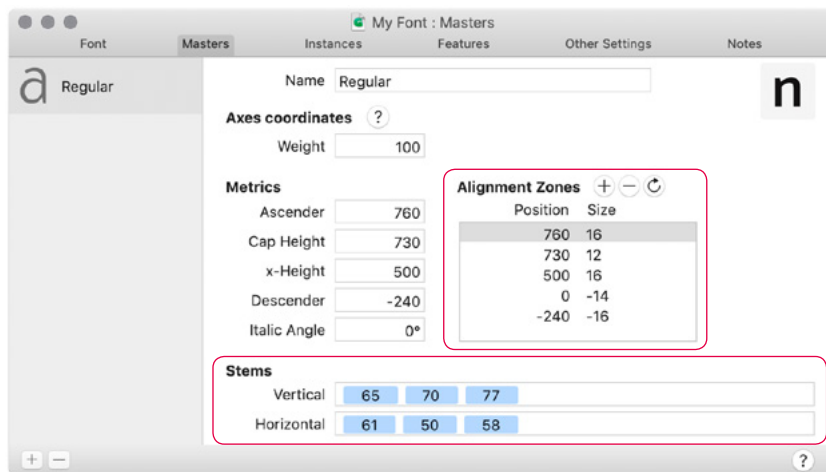 My Font : Masters
Font Masters Instances Features Other Settings Notes
a Regular
Name Regular
n
Axes coordinates ?
Weight 100
Metrics
Ascender 760
Cap Height 730
x-Height 500
Descender -240
Italic Angle 0°
Alignment Zones + −
Position Size
760 16
730 12
500 16
0 -14
-240 -16
Stems
Vertical 65 70 77
Horizontal 61 50 58
+ − ?